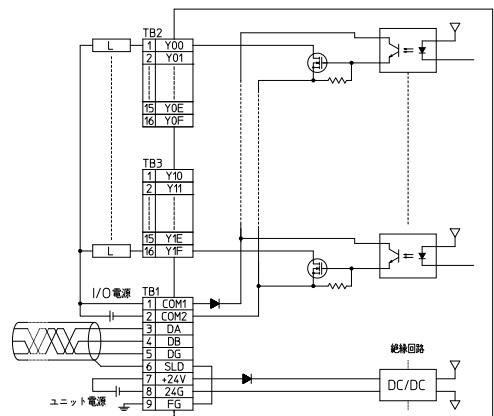 TB2
L 1 Y00
2 Y01
15 Y0E
16 Y0F
TB3
1 Y10
2 Y11
15 Y1E
L 16 Y1F
I/O電源 TB1
1 COM1
2 COM2
3 DA
4 DB
5 DG
6 SLD
7 +24V
8 24G
9 FG
ユニット電源
絶縁回路
DC/DC